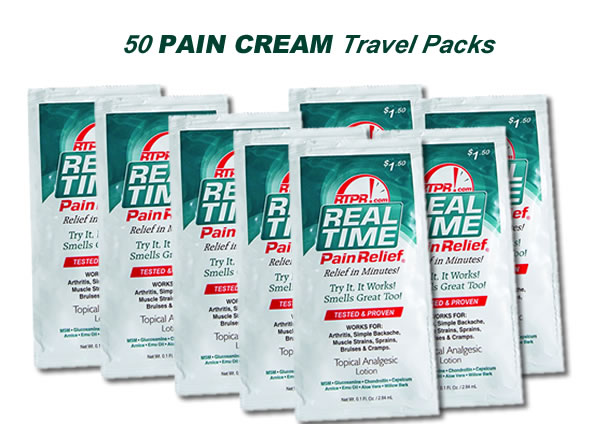 50 PAIN CREAM Travel Packs
$1.50
RTPR.com
REAL
TIME
Pain Relief
Relief in Minutes!
Try It. It Works!
Smells Great Too!
TESTED & PROVEN
WORKS FOR:
Arthritis, Simple Backache,
Muscle Strains, Sprains,
Bruises & Cramps.
Topical Analgesic
Lotion
MSM • Glucosamine • Chondroitin • Capsicum
Arnica • Emu Oil • Aloe Vera • Willow Bark
Net Wt. 0.1 Fl. Oz. / 2.84 mL